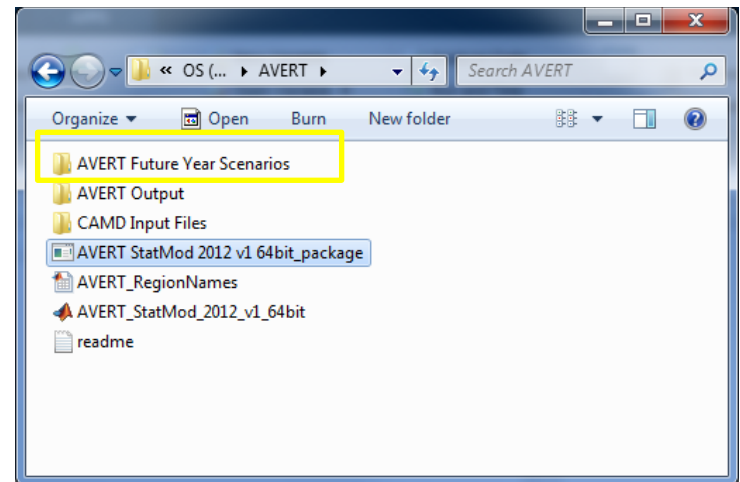 « OS (... ▸ AVERT ▸ Search AVERT
Organize ▾ Open Burn New folder
AVERT Future Year Scenarios
AVERT Output
CAMD Input Files
AVERT StatMod 2012 v1 64bit_package
AVERT_RegionNames
AVERT_StatMod_2012_v1_64bit
readme